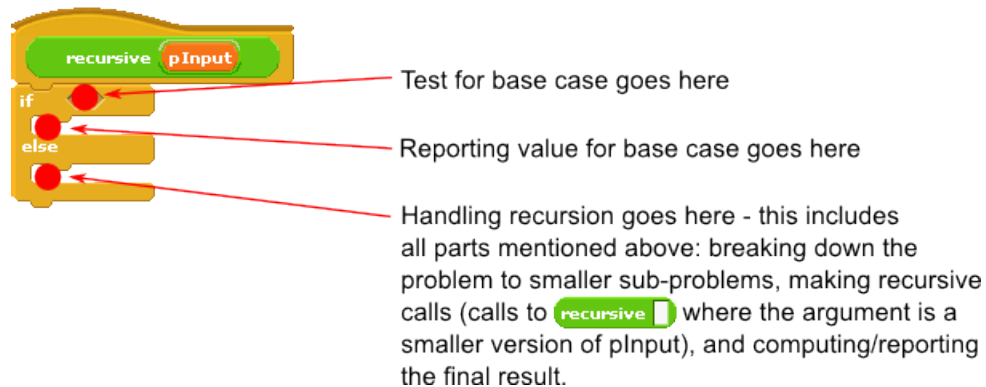 recursive pInput
if
else
Test for base case goes here
Reporting value for base case goes here
Handling recursion goes here - this includes
all parts mentioned above: breaking down the
problem to smaller sub-problems, making recursive
calls (calls to recursive where the argument is a
smaller version of pInput), and computing/reporting
the final result.